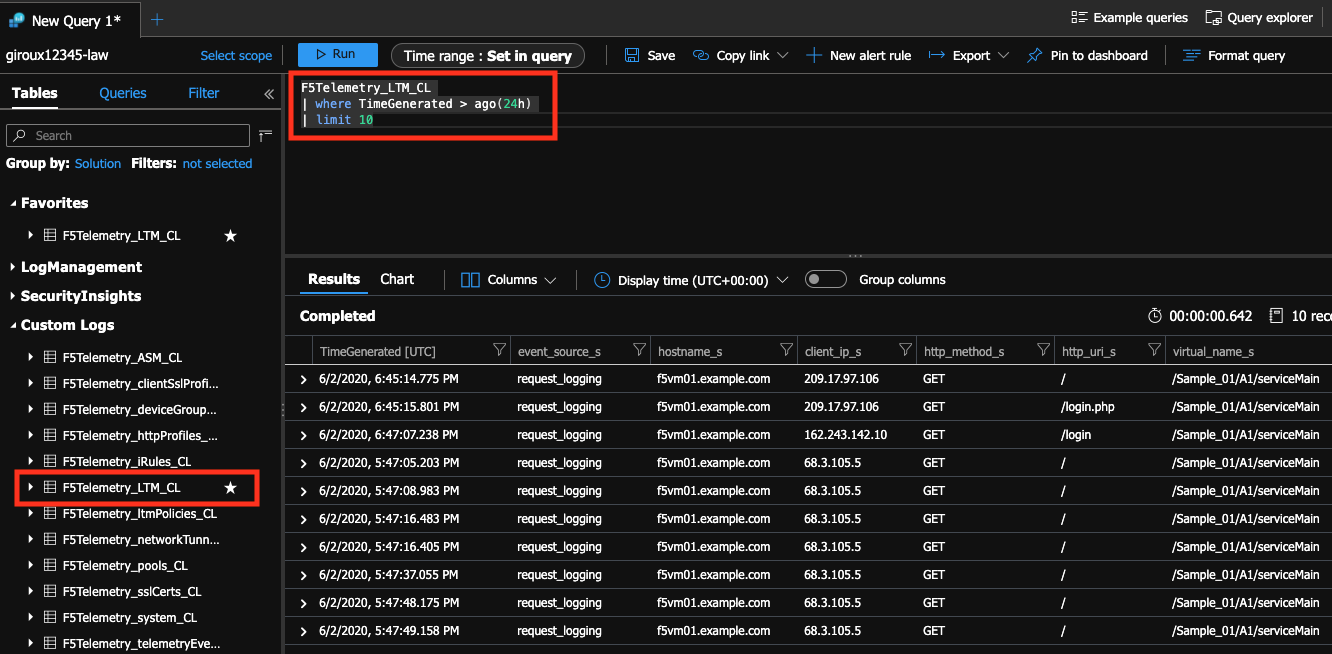 New Query 1*
Example queries
Query explorer
giroux12345-law
Select scope
Run
Time range : Set in query
Save
Copy link
New alert rule
Export
Pin to dashboard
Format query
Tables
Queries
Filter
Search
Group by: Solution Filters: not selected
Favorites
F5Telemetry_LTM_CL
LogManagement
SecurityInsights
Custom Logs
F5Telemetry_ASM_CL
F5Telemetry_clientSslProfi...
F5Telemetry_deviceGroup...
F5Telemetry_httpProfiles_...
F5Telemetry_iRules_CL
F5Telemetry_LTM_CL
F5Telemetry_ltmPolicies_CL
F5Telemetry_networkTunn...
F5Telemetry_pools_CL
F5Telemetry_sslCerts_CL
F5Telemetry_system_CL
F5Telemetry_telemetryEve...
F5Telemetry_LTM_CL
| where TimeGenerated > ago(24h)
| limit 10
Results
Chart
Columns
Display time (UTC+00:00)
Group columns
Completed
00:00:00.642
10 reco
TimeGenerated [UTC] event_source_s hostname_s client_ip_s http_method_s http_uri_s virtual_name_s
6/2/2020, 6:45:14.775 PM request_logging f5vm01.example.com 209.17.97.106 GET / /Sample_01/A1/serviceMain
6/2/2020, 6:45:15.801 PM request_logging f5vm01.example.com 209.17.97.106 GET /login.php /Sample_01/A1/serviceMain
6/2/2020, 6:47:07.238 PM request_logging f5vm01.example.com 162.243.142.10 GET /login /Sample_01/A1/serviceMain
6/2/2020, 5:47:05.203 PM request_logging f5vm01.example.com 68.3.105.5 GET / /Sample_01/A1/serviceMain
6/2/2020, 5:47:08.983 PM request_logging f5vm01.example.com 68.3.105.5 GET / /Sample_01/A1/serviceMain
6/2/2020, 5:47:16.483 PM request_logging f5vm01.example.com 68.3.105.5 GET / /Sample_01/A1/serviceMain
6/2/2020, 5:47:16.405 PM request_logging f5vm01.example.com 68.3.105.5 GET / /Sample_01/A1/serviceMain
6/2/2020, 5:47:37.055 PM request_logging f5vm01.example.com 68.3.105.5 GET / /Sample_01/A1/serviceMain
6/2/2020, 5:47:48.175 PM request_logging f5vm01.example.com 68.3.105.5 GET / /Sample_01/A1/serviceMain
6/2/2020, 5:47:49.158 PM request_logging f5vm01.example.com 68.3.105.5 GET / /Sample_01/A1/serviceMain